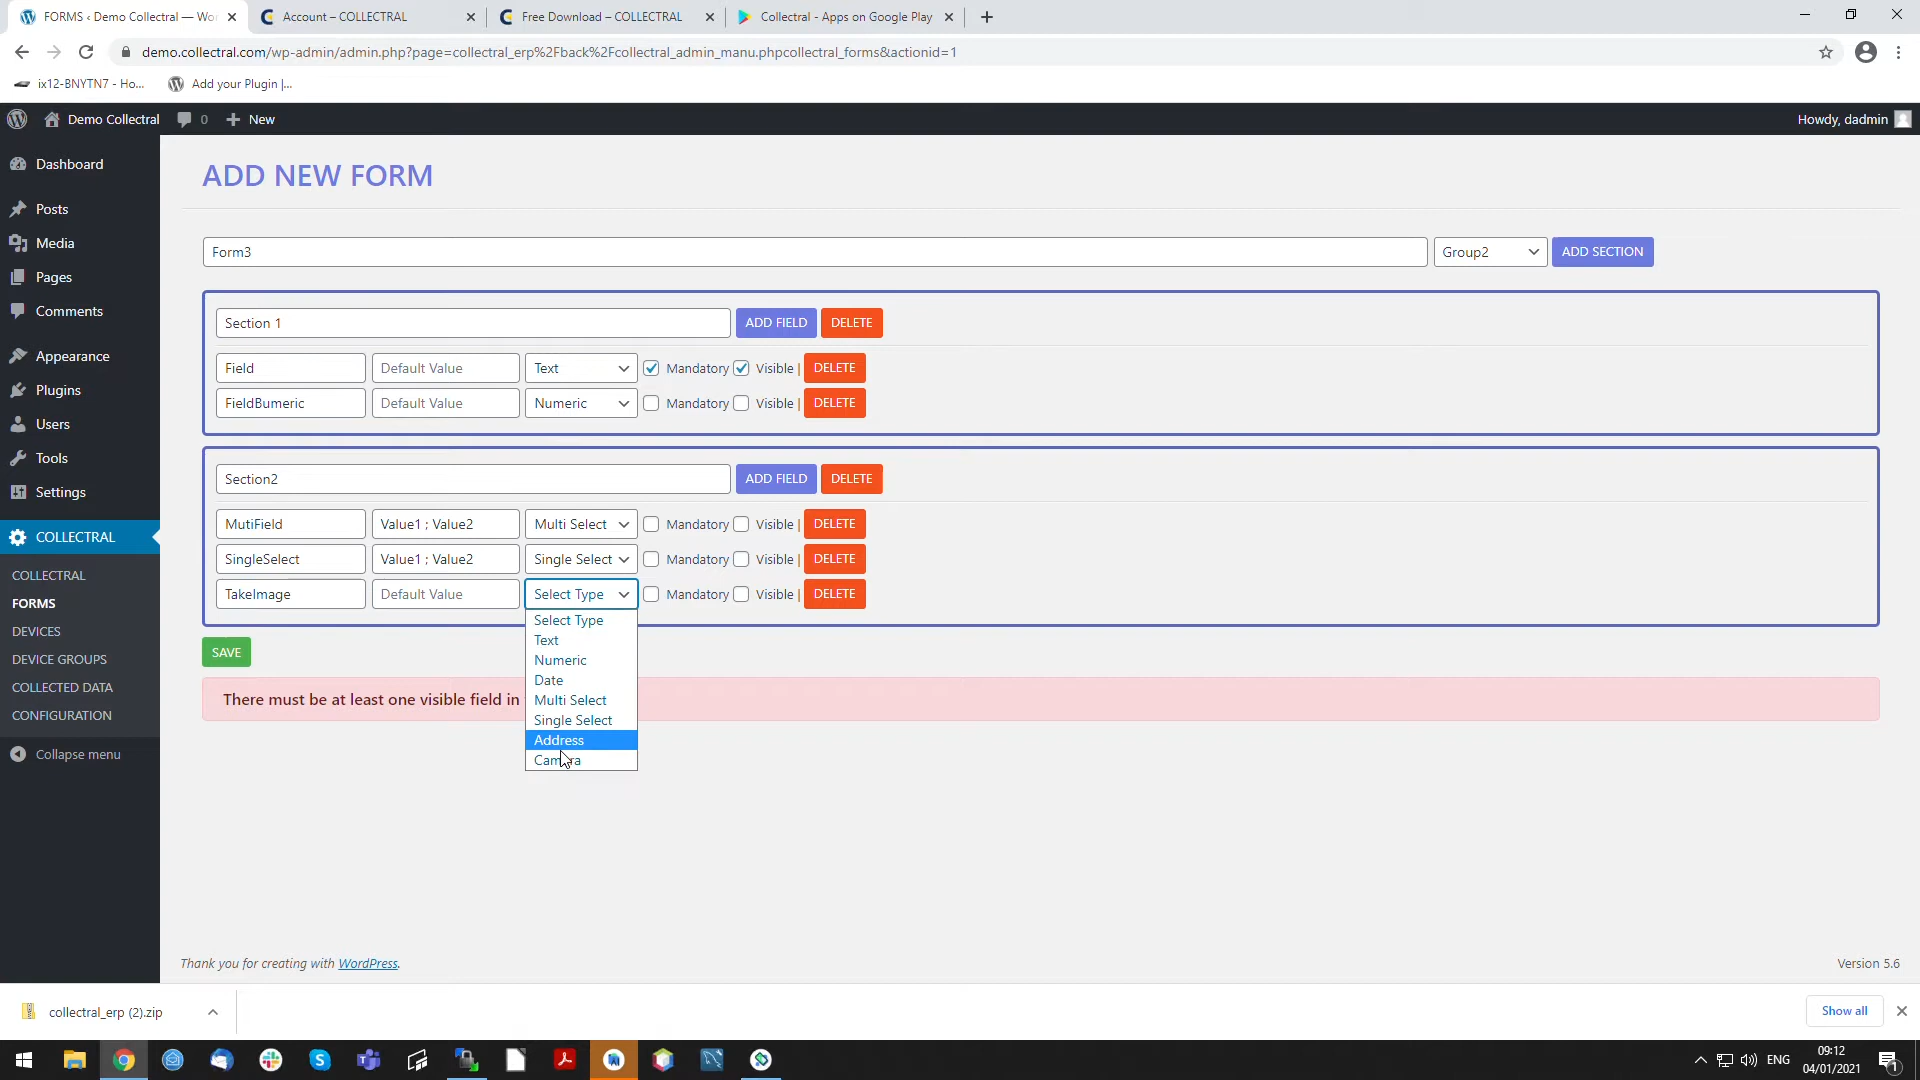 FORMS ‹ Demo Collectral — Wor
Account – COLLECTRAL
Free Download – COLLECTRAL
Collectral - Apps on Google Play
demo.collectral.com/wp-admin/admin.php?page=collectral_erp%2Fback%2Fcollectral_admin_manu.phpcollectral_forms&actionid=1
ix12-BNYTN7 - Ho...
Add your Plugin |...
Demo Collectral
0
New
Howdy, dadmin
Dashboard
Posts
Media
Pages
Comments
Appearance
Plugins
Users
Tools
Settings
COLLECTRAL
COLLECTRAL
FORMS
DEVICES
DEVICE GROUPS
COLLECTED DATA
CONFIGURATION
Collapse menu
ADD NEW FORM
Form3
Group2
ADD SECTION
Section 1
ADD FIELD
DELETE
Field
Default Value
Text
Mandatory
Visible |
DELETE
FieldBumeric
Default Value
Numeric
Mandatory
Visible |
DELETE
Section2
ADD FIELD
DELETE
MutiField
Value1 ; Value2
Multi Select
Mandatory
Visible |
DELETE
SingleSelect
Value1 ; Value2
Single Select
Mandatory
Visible |
DELETE
TakeImage
Default Value
Select Type
Mandatory
Visible |
DELETE
Select Type
Text
Numeric
Date
Multi Select
Single Select
Address
Camera
SAVE
There must be at least one visible field in
Thank you for creating with WordPress.
Version 5.6
collectral_erp (2).zip
Show all
ENG
09:12
04/01/2021
1